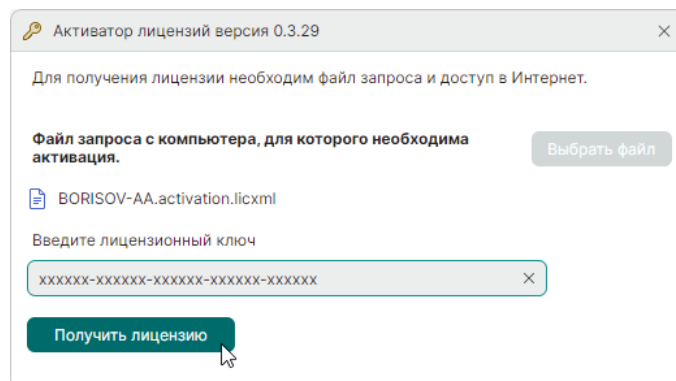 Активатор лицензий версия 0.3.29
Для получения лицензии необходим файл запроса и доступ в Интернет.
Файл запроса с компьютера, для которого необходима
активация.
Выбрать файл
BORISOV-AA.activation.licxml
Введите лицензионный ключ
xxxxxx-xxxxxx-xxxxxx-xxxxxx-xxxxxx
Получить лицензию